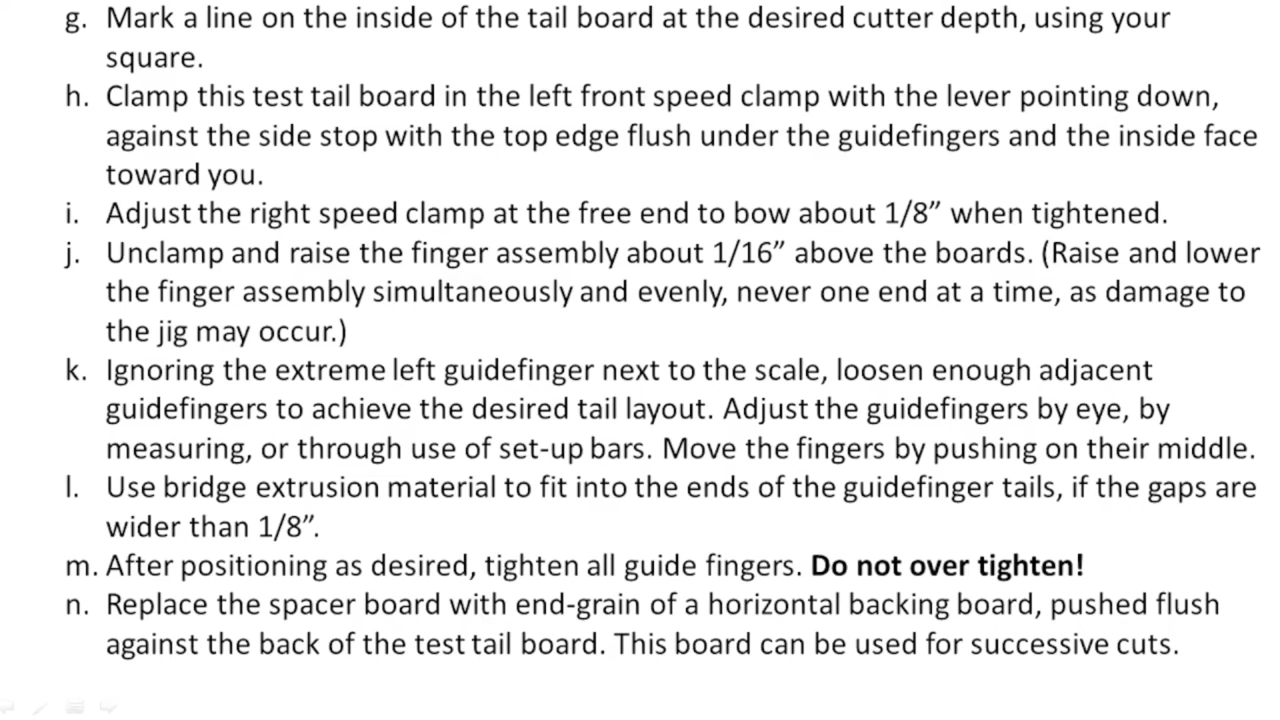 g. Mark a line on the inside of the tail board at the desired cutter depth, using your
square.
h. Clamp this test tail board in the left front speed clamp with the lever pointing down,
against the side stop with the top edge flush under the guidefingers and the inside face
toward you.
i. Adjust the right speed clamp at the free end to bow about 1/8” when tightened.
j. Unclamp and raise the finger assembly about 1/16” above the boards. (Raise and lower
the finger assembly simultaneously and evenly, never one end at a time, as damage to
the jig may occur.)
k. Ignoring the extreme left guidefinger next to the scale, loosen enough adjacent
guidefingers to achieve the desired tail layout. Adjust the guidefingers by eye, by
measuring, or through use of set-up bars. Move the fingers by pushing on their middle.
l. Use bridge extrusion material to fit into the ends of the guidefinger tails, if the gaps are
wider than 1/8”.
m. After positioning as desired, tighten all guide fingers. Do not over tighten!
n. Replace the spacer board with end-grain of a horizontal backing board, pushed flush
against the back of the test tail board. This board can be used for successive cuts.